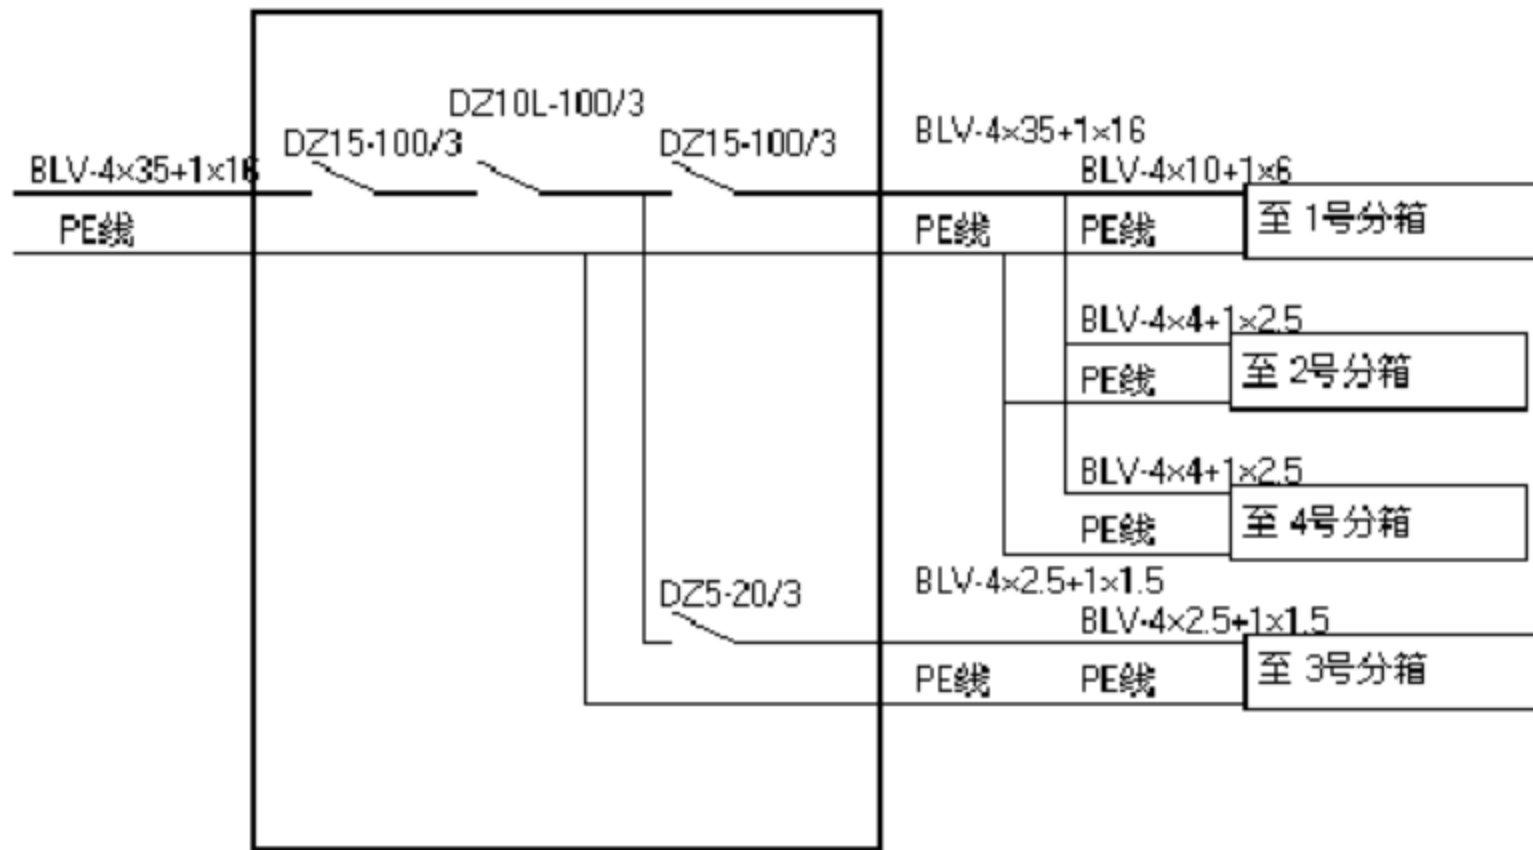 DZ10L-100/3
DZ15-100/3
DZ15-100/3
BLV-4×35+1×16
BLV-4×35+1×16
BLV-4×10+1×6
PE线
PE线
PE线
至 1号分箱
BLV-4×4+1×2.5
PE线
至 2号分箱
BLV-4×4+1×2.5
PE线
至 4号分箱
DZ5-20/3
BLV-4×2.5+1×1.5
BLV-4×2.5+1×1.5
PE线
PE线
至 3号分箱